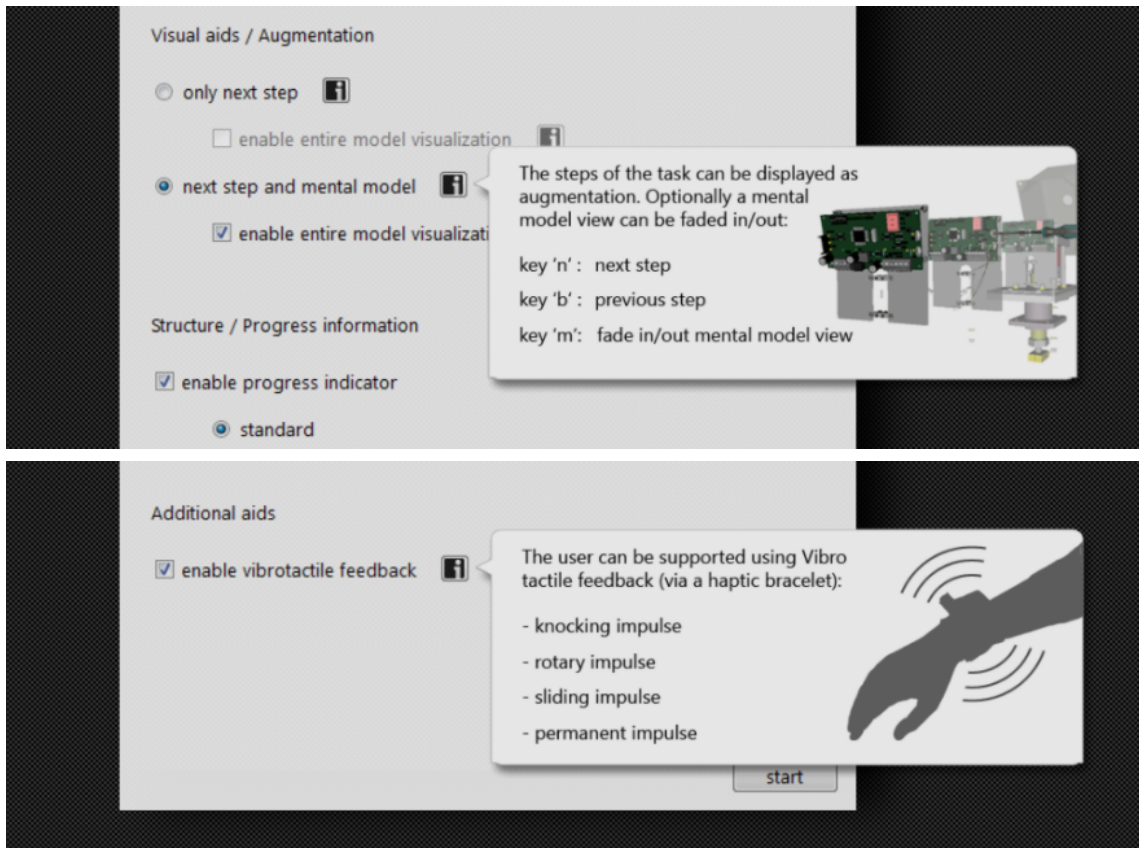 Visual aids / Augmentation
only next step
enable entire model visualization
next step and mental model
enable entire model visualizati
The steps of the task can be displayed as
augmentation. Optionally a mental
model view can be faded in/out:
key ‘n‘ : next step
key ‘b‘ : previous step
key ‘m‘: fade in/out mental model view
Structure / Progress information
enable progress indicator
standard
Additional aids
enable vibrotactile feedback
The user can be supported using Vibro
tactile feedback (via a haptic bracelet):
- knocking impulse
- rotary impulse
- sliding impulse
- permanent impulse
start